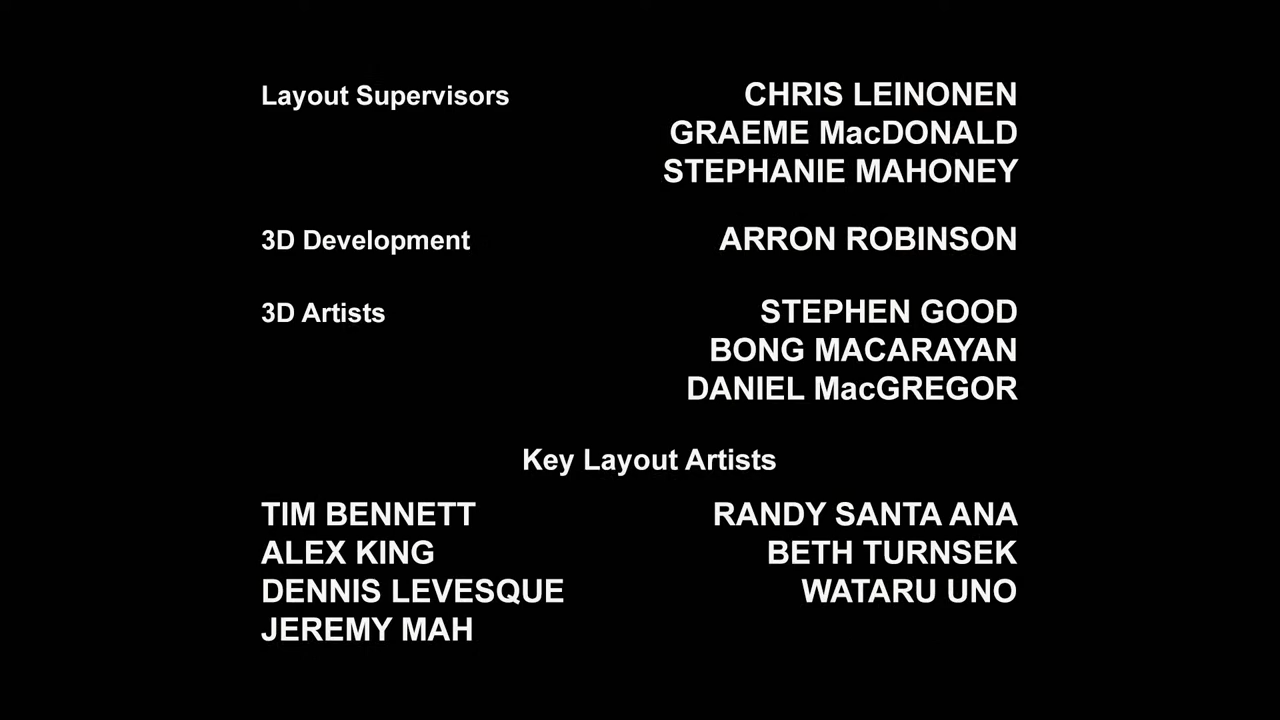 Layout Supervisors CHRIS LEINONEN
GRAEME MacDONALD
STEPHANIE MAHONEY
3D Development ARRON ROBINSON
3D Artists STEPHEN GOOD
BONG MACARAYAN
DANIEL MacGREGOR
Key Layout Artists
TIM BENNETT RANDY SANTA ANA
ALEX KING BETH TURNSEK
DENNIS LEVESQUE WATARU UNO
JEREMY MAH